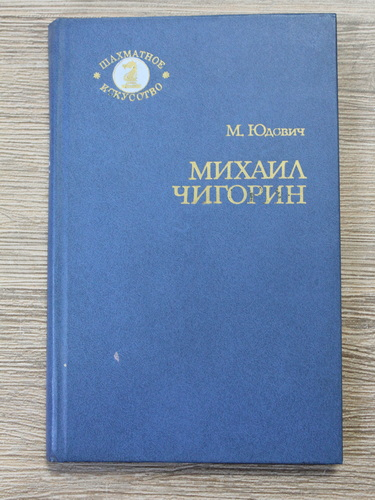 ШАХМАТНОЕ
ИСКУССТВО
М. Юдович
МИХАИЛ
ЧИГОРИН